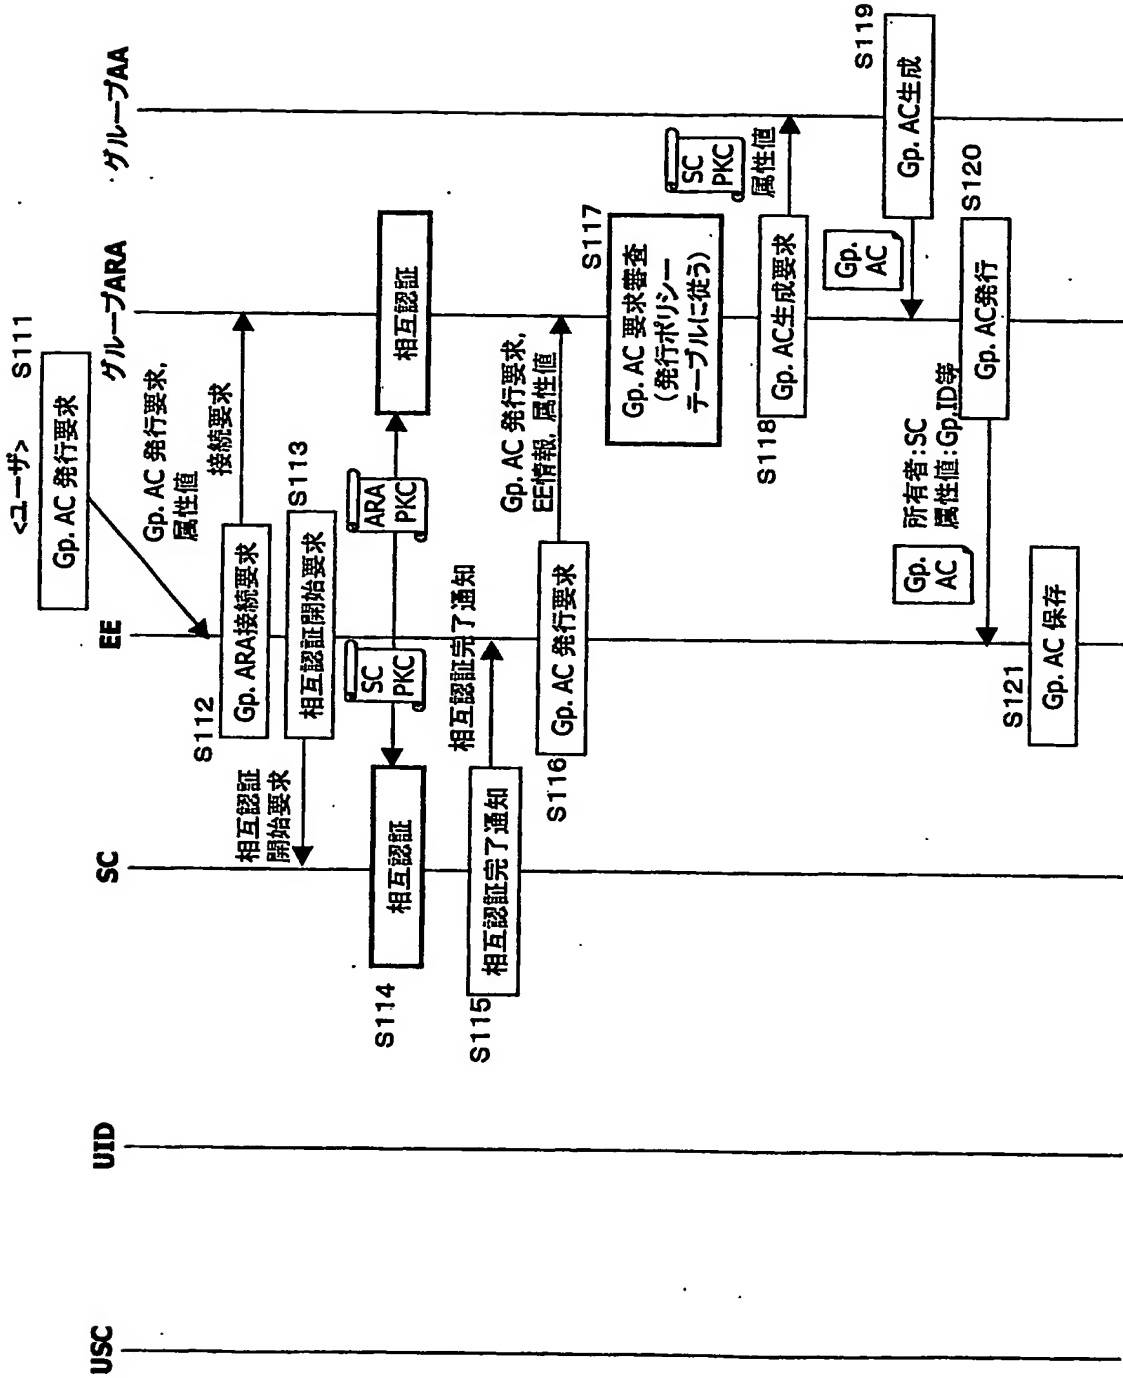 USC
UID
SC
EE
グループARA
グループAA
<ユーザ>
S111
Gp. AC 発行要求
S112
Gp. ARA接続要求
Gp. AC 発行要求,
属性値
接続要求
S113
相互認証開始要求
相互認証
開始要求
S114
相互認証
SC
PKC
ARA
PKC
相互認証
S115
相互認証完了通知
相互認証完了通知
S116
Gp. AC 発行要求
Gp. AC 発行要求,
EE情報, 属性値
S117
Gp. AC 要求審査
(発行ポリシー
テーブルに従う)
S118
Gp. AC生成要求
SC
PKC
属性値
S119
Gp. AC生成
Gp.
AC
S120
Gp. AC発行
所有者:SC
属性値:Gp.ID等
Gp.
AC
S121
Gp. AC 保存